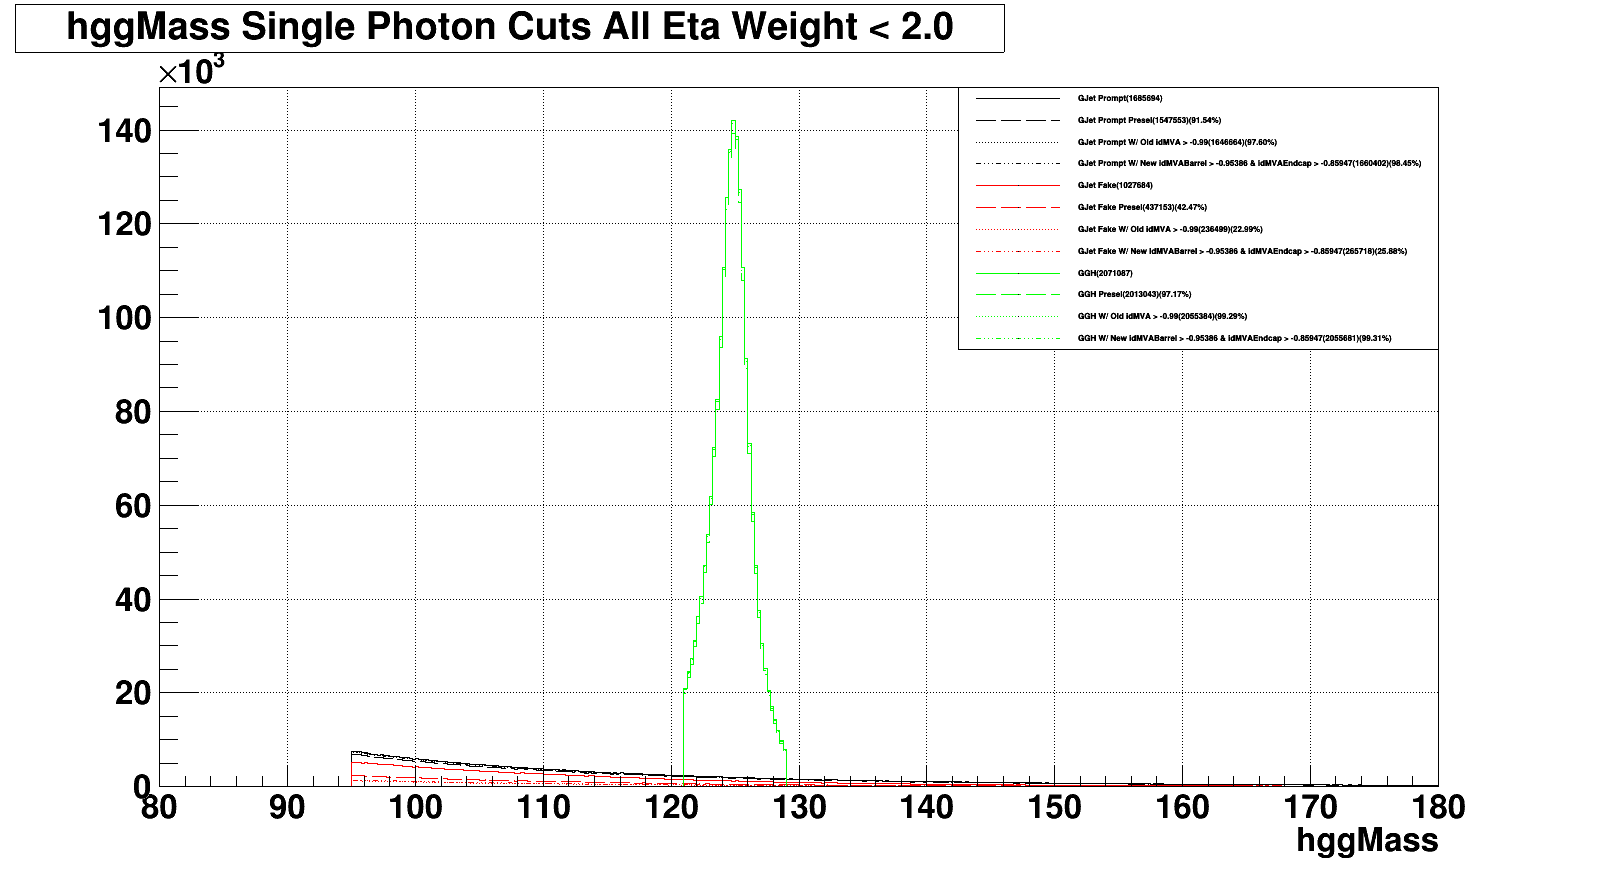 hggMass Single Photon Cuts All Eta Weight < 2.0
×10³
140
120
100
80
60
40
20
0
80 90 100 110 120 130 140 150 160 170 180
hggMass
GJet Prompt(1685694)
GJet Prompt Presel(1547553)(91.54%)
GJet Prompt W/ Old idMVA > -0.99(1646664)(97.60%)
GJet Prompt W/ New idMVABarrel > -0.95386 & idMVAEndcap > -0.85947(1660402)(98.45%)
GJet Fake(1027684)
GJet Fake Presel(437153)(42.47%)
GJet Fake W/ Old idMVA > -0.99(236499)(22.99%)
GJet Fake W/ New idMVABarrel > -0.95386 & idMVAEndcap > -0.85947(265718)(25.88%)
GGH(2071087)
GGH Presel(2013043)(97.17%)
GGH W/ Old idMVA > -0.99(2055384)(99.29%)
GGH W/ New idMVABarrel > -0.95386 & idMVAEndcap > -0.85947(2055681)(99.31%)